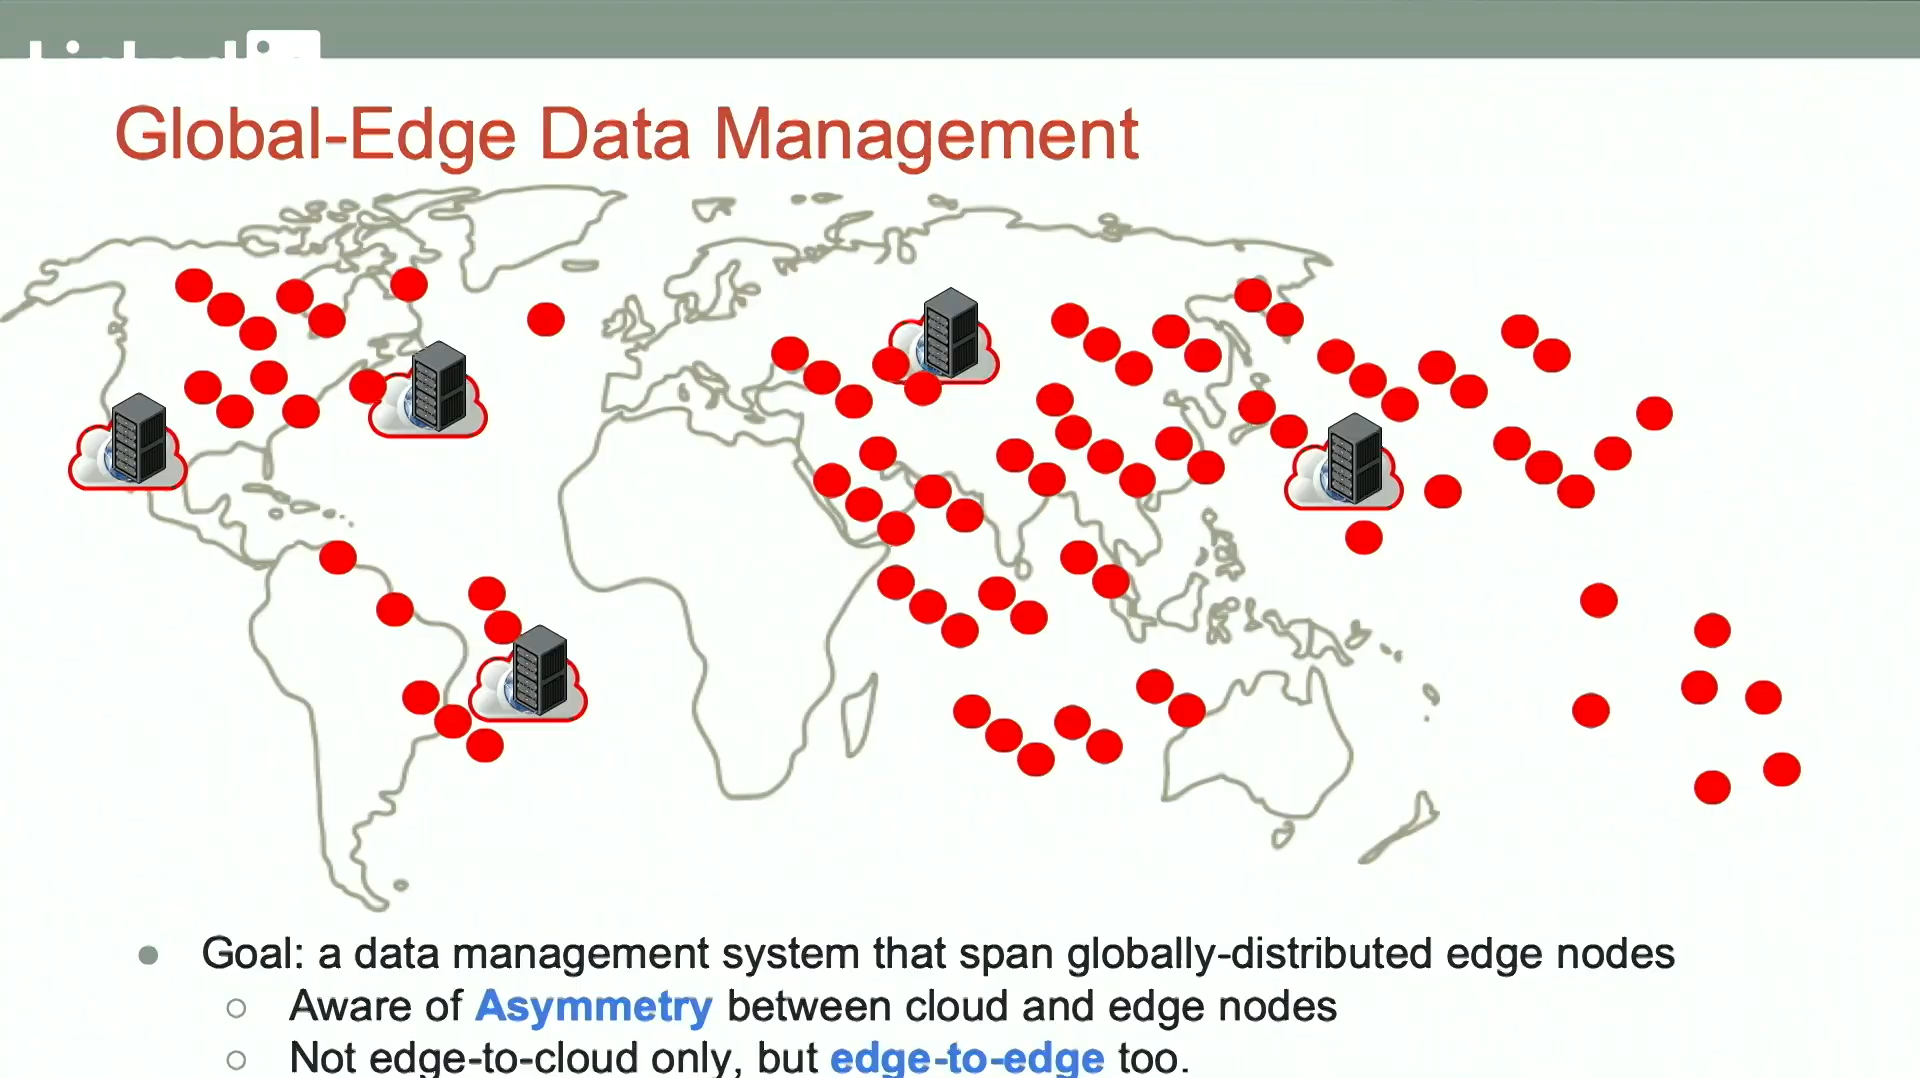 LinkedIn
Global-Edge Data Management
Goal: a data management system that span globally-distributed edge nodes
Aware of Asymmetry between cloud and edge nodes
Not edge-to-cloud only, but edge-to-edge too.